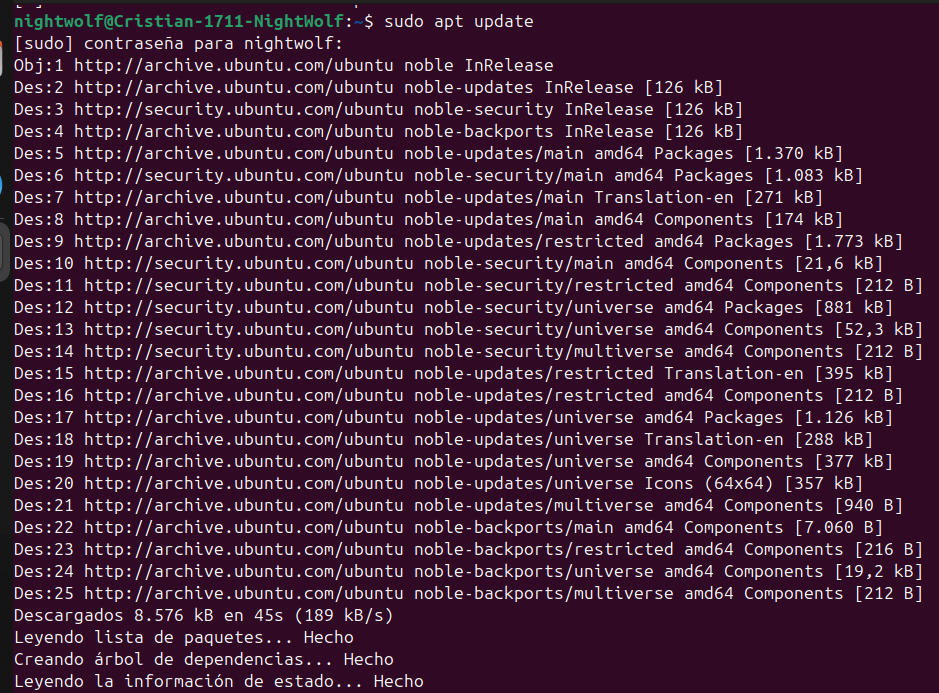 nightwolf@Cristian-1711-NightWolf:~$ sudo apt update
[sudo] contraseña para nightwolf:
Obj:1 http://archive.ubuntu.com/ubuntu noble InRelease
Des:2 http://archive.ubuntu.com/ubuntu noble-updates InRelease [126 kB]
Des:3 http://security.ubuntu.com/ubuntu noble-security InRelease [126 kB]
Des:4 http://archive.ubuntu.com/ubuntu noble-backports InRelease [126 kB]
Des:5 http://archive.ubuntu.com/ubuntu noble-updates/main amd64 Packages [1.370 kB]
Des:6 http://security.ubuntu.com/ubuntu noble-security/main amd64 Packages [1.083 kB]
Des:7 http://archive.ubuntu.com/ubuntu noble-updates/main Translation-en [271 kB]
Des:8 http://archive.ubuntu.com/ubuntu noble-updates/main amd64 Components [174 kB]
Des:9 http://archive.ubuntu.com/ubuntu noble-updates/restricted amd64 Packages [1.773 kB]
Des:10 http://security.ubuntu.com/ubuntu noble-security/main amd64 Components [21,6 kB]
Des:11 http://security.ubuntu.com/ubuntu noble-security/restricted amd64 Components [212 B]
Des:12 http://security.ubuntu.com/ubuntu noble-security/universe amd64 Packages [881 kB]
Des:13 http://security.ubuntu.com/ubuntu noble-security/universe amd64 Components [52,3 kB]
Des:14 http://security.ubuntu.com/ubuntu noble-security/multiverse amd64 Components [212 B]
Des:15 http://archive.ubuntu.com/ubuntu noble-updates/restricted Translation-en [395 kB]
Des:16 http://archive.ubuntu.com/ubuntu noble-updates/restricted amd64 Components [212 B]
Des:17 http://archive.ubuntu.com/ubuntu noble-updates/universe amd64 Packages [1.126 kB]
Des:18 http://archive.ubuntu.com/ubuntu noble-updates/universe Translation-en [288 kB]
Des:19 http://archive.ubuntu.com/ubuntu noble-updates/universe amd64 Components [377 kB]
Des:20 http://archive.ubuntu.com/ubuntu noble-updates/universe Icons (64x64) [357 kB]
Des:21 http://archive.ubuntu.com/ubuntu noble-updates/multiverse amd64 Components [940 B]
Des:22 http://archive.ubuntu.com/ubuntu noble-backports/main amd64 Components [7.060 B]
Des:23 http://archive.ubuntu.com/ubuntu noble-backports/restricted amd64 Components [216 B]
Des:24 http://archive.ubuntu.com/ubuntu noble-backports/universe amd64 Components [19,2 kB]
Des:25 http://archive.ubuntu.com/ubuntu noble-backports/multiverse amd64 Components [212 B]
Descargados 8.576 kB en 45s (189 kB/s)
Leyendo lista de paquetes... Hecho
Creando árbol de dependencias... Hecho
Leyendo la información de estado... Hecho